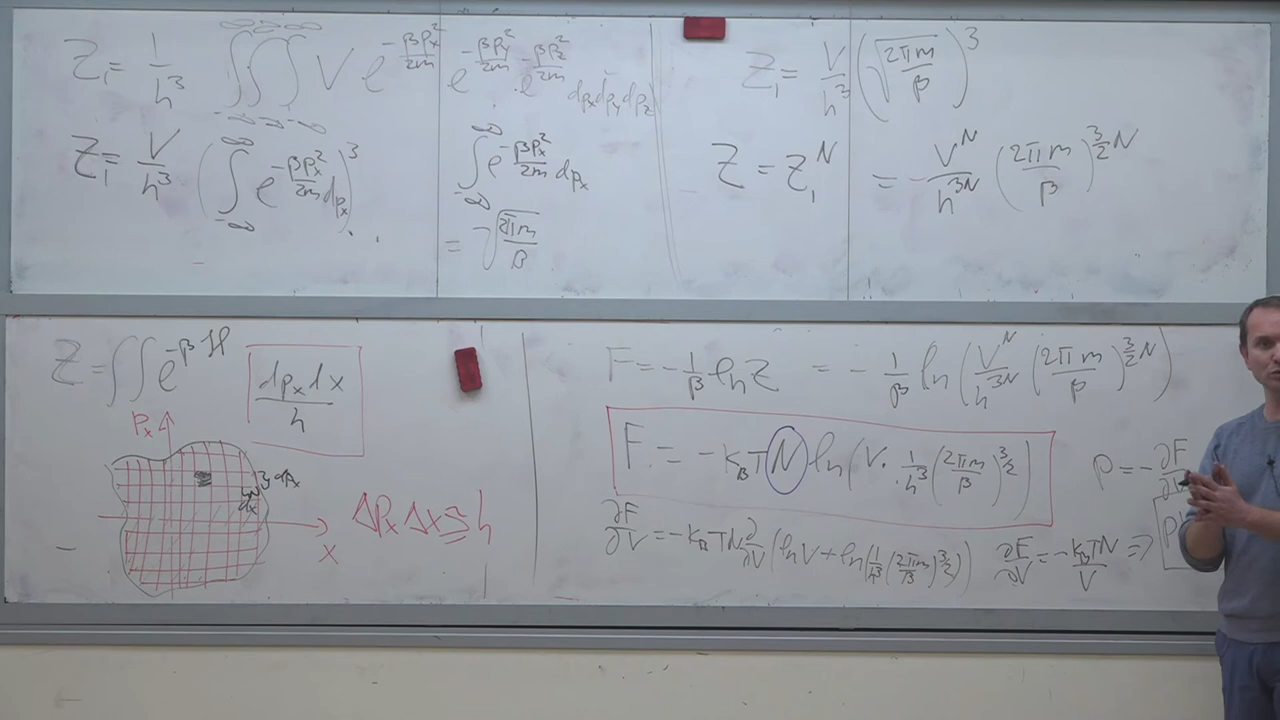 Z₁ = 1/h³ ∫_{-∞}^{∞} ∫_{-∞}^{∞} ∫_{-∞}^{∞} V e^{-βp_x²/2m} e^{-βp_y²/2m} e^{-βp_z²/2m} dp_x dp_y dp_z
Z₁ = V/h³ (∫_{-∞}^{∞} e^{-βp_x²/2m} dp_x)³
∫_{-∞}^{∞} e^{-βp_x²/2m} dp_x
= √(2πm/β)
Z₁ = V/h³ (√(2πm/β))³
Z = Z₁^N = V^N/h^{3N} (2πm/β)^{3/2 N}
Z = ∫∫ e^{-βH} dp_x dx/h
p_x
dp_x
dx
x
Δp_x Δx ≃ h
F = -1/β ln Z = -1/β ln(V^N/h^{3N} (2πm/β)^{3/2 N})
F = -k_B T N ln(V · 1/h³ (2πm/β)^{3/2})
p = -∂F/∂V
∂F/∂V = -k_B T N ∂/∂V (ln V + ln(1/h³ (2πm/β)^{3/2}))
∂F/∂V = -k_B T N/V ⇒